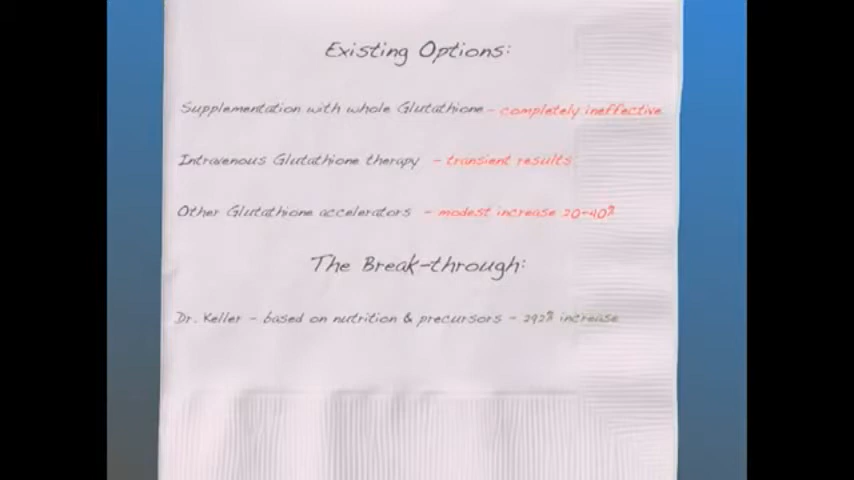 Existing Options:
Supplementation with whole Glutathione - completely ineffective
Intravenous Glutathione therapy - transient results
Other Glutathione accelerators - modest increase 20-40%
The Break-through:
Dr. Keller - based on nutrition & precursors - 292% increase